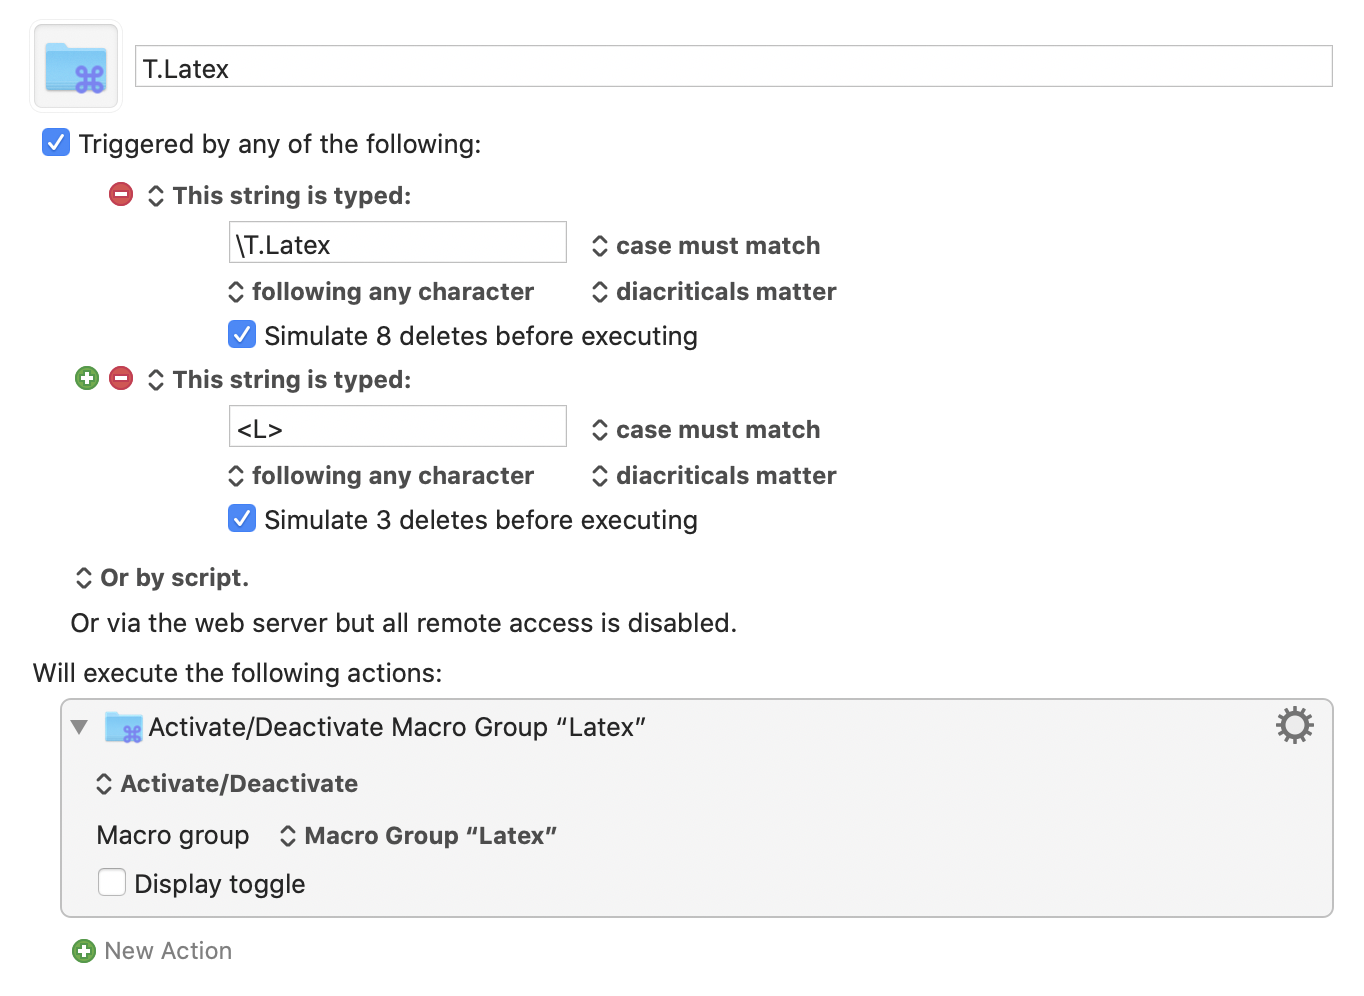 T.Latex
Triggered by any of the following:
This string is typed:
\T.Latex case must match
following any character diacriticals matter
Simulate 8 deletes before executing
This string is typed:
<L> case must match
following any character diacriticals matter
Simulate 3 deletes before executing
Or by script.
Or via the web server but all remote access is disabled.
Will execute the following actions:
Activate/Deactivate Macro Group “Latex”
Activate/Deactivate
Macro group Macro Group “Latex”
Display toggle
New Action